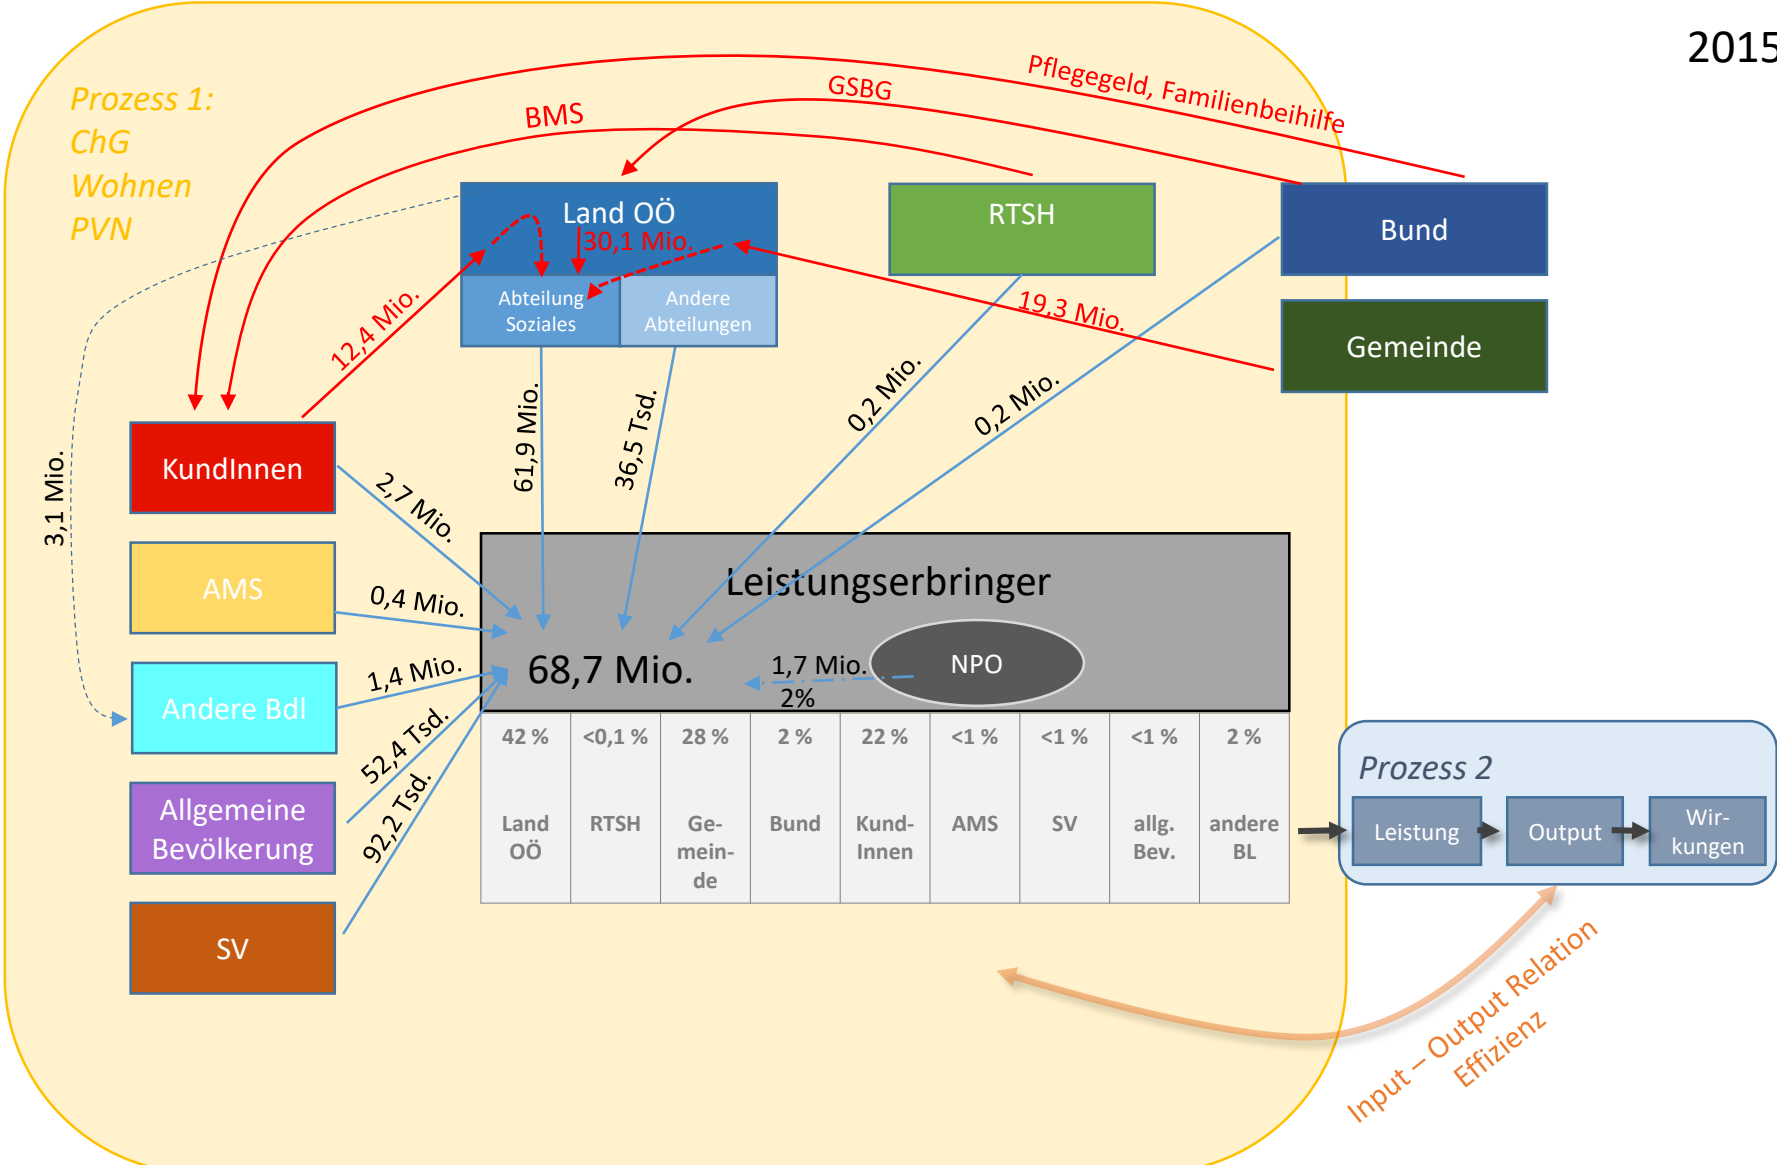 2015
Prozess 1:
ChG
Wohnen
PVN
Pflegegeld, Familienbeihilfe
GSBG
BMS
Land OÖ
30,1 Mio.
Abteilung
Soziales
Andere
Abteilungen
RTSH
Bund
Gemeinde
19,3 Mio.
12,4 Mio.
3,1 Mio.
61,9 Mio.
36,5 Tsd.
0,2 Mio.
0,2 Mio.
KundInnen
2,7 Mio.
AMS
0,4 Mio.
Andere Bdl
1,4 Mio.
Allgemeine
Bevölkerung
52,4 Tsd.
SV
92,2 Tsd.
Leistungserbringer
68,7 Mio.
1,7 Mio.
2%
NPO
42 %
<0,1 %
28 %
2 %
22 %
<1 %
<1 %
<1 %
2 %
Land
OÖ
RTSH
Ge-
mein-
de
Bund
Kund-
Innen
AMS
SV
allg.
Bev.
andere
BL
Prozess 2
Leistung
Output
Wir-
kungen
Input – Output Relation
Effizienz